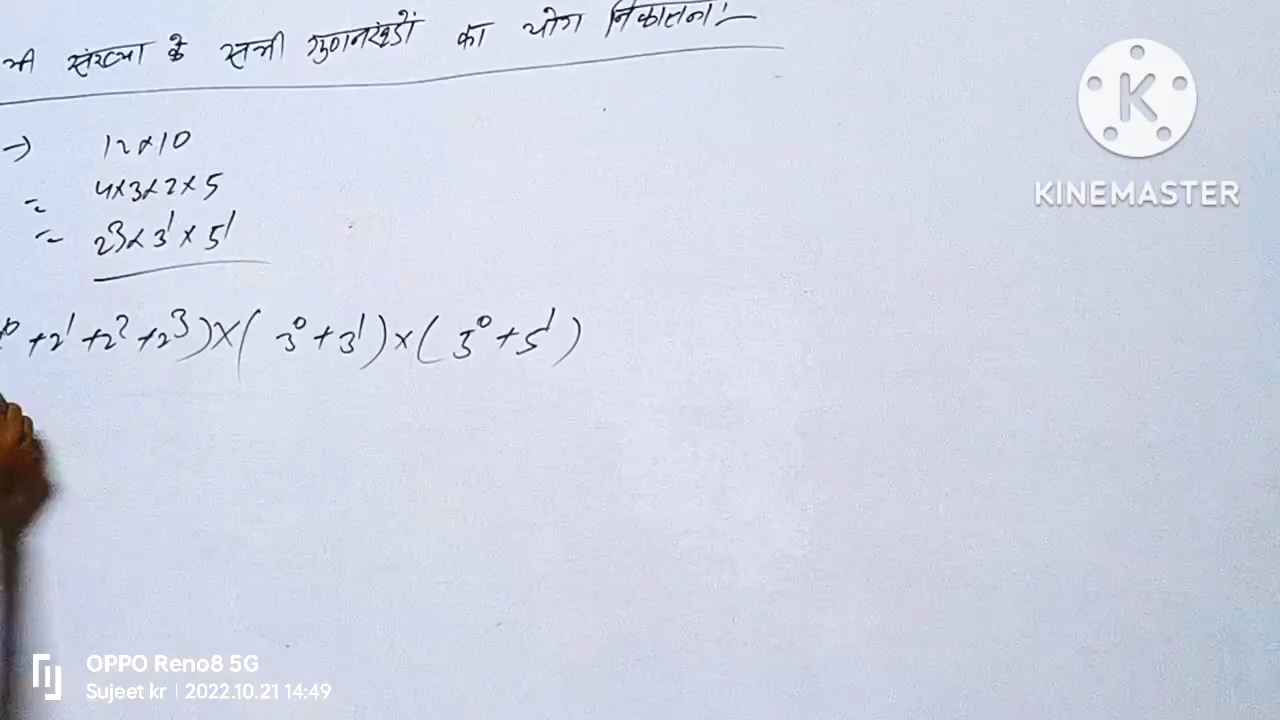 भी संख्या के सभी गुणनखंडों का योग निकालना!—
→ 12×10
= 4×3×2×5
= 2³×3¹×5¹
⁰+2¹+2²+2³)×(3⁰+3¹)×(5⁰+5¹)
K
KINEMASTER
OPPO Reno8 5G
Sujeet kr | 2022.10.21 14:49